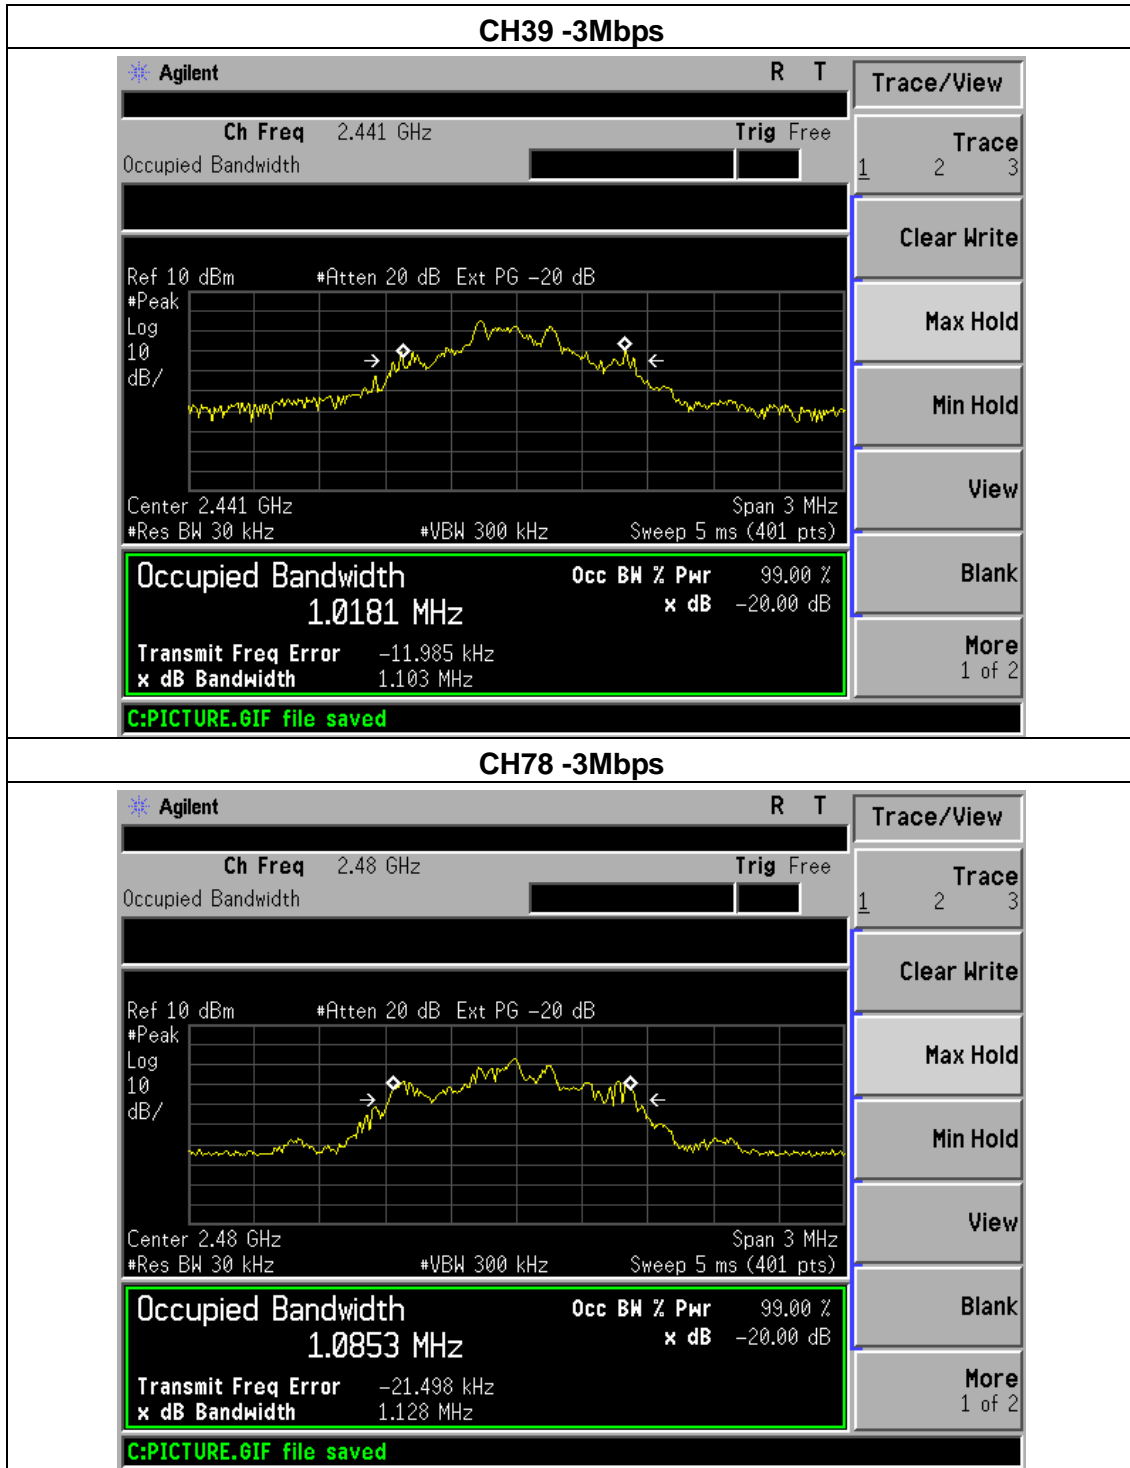 CH39 -3Mbps
Agilent R T
Trace/View
Ch Freq 2.441 GHz Trig Free
Occupied Bandwidth
Trace
1 2 3
Clear Write
Ref 10 dBm #Atten 20 dB Ext PG -20 dB
#Peak
Log
10
dB/
Max Hold
Min Hold
View
Center 2.441 GHz Span 3 MHz
#Res BW 30 kHz #VBW 300 kHz Sweep 5 ms (401 pts)
Occupied Bandwidth Occ BW % Pwr 99.00 %
1.0181 MHz x dB -20.00 dB
Blank
Transmit Freq Error -11.985 kHz
x dB Bandwidth 1.103 MHz
More
1 of 2
C:PICTURE.GIF file saved
CH78 -3Mbps
Agilent R T
Trace/View
Ch Freq 2.48 GHz Trig Free
Occupied Bandwidth
Trace
1 2 3
Clear Write
Ref 10 dBm #Atten 20 dB Ext PG -20 dB
#Peak
Log
10
dB/
Max Hold
Min Hold
View
Center 2.48 GHz Span 3 MHz
#Res BW 30 kHz #VBW 300 kHz Sweep 5 ms (401 pts)
Occupied Bandwidth Occ BW % Pwr 99.00 %
1.0853 MHz x dB -20.00 dB
Blank
Transmit Freq Error -21.498 kHz
x dB Bandwidth 1.128 MHz
More
1 of 2
C:PICTURE.GIF file saved